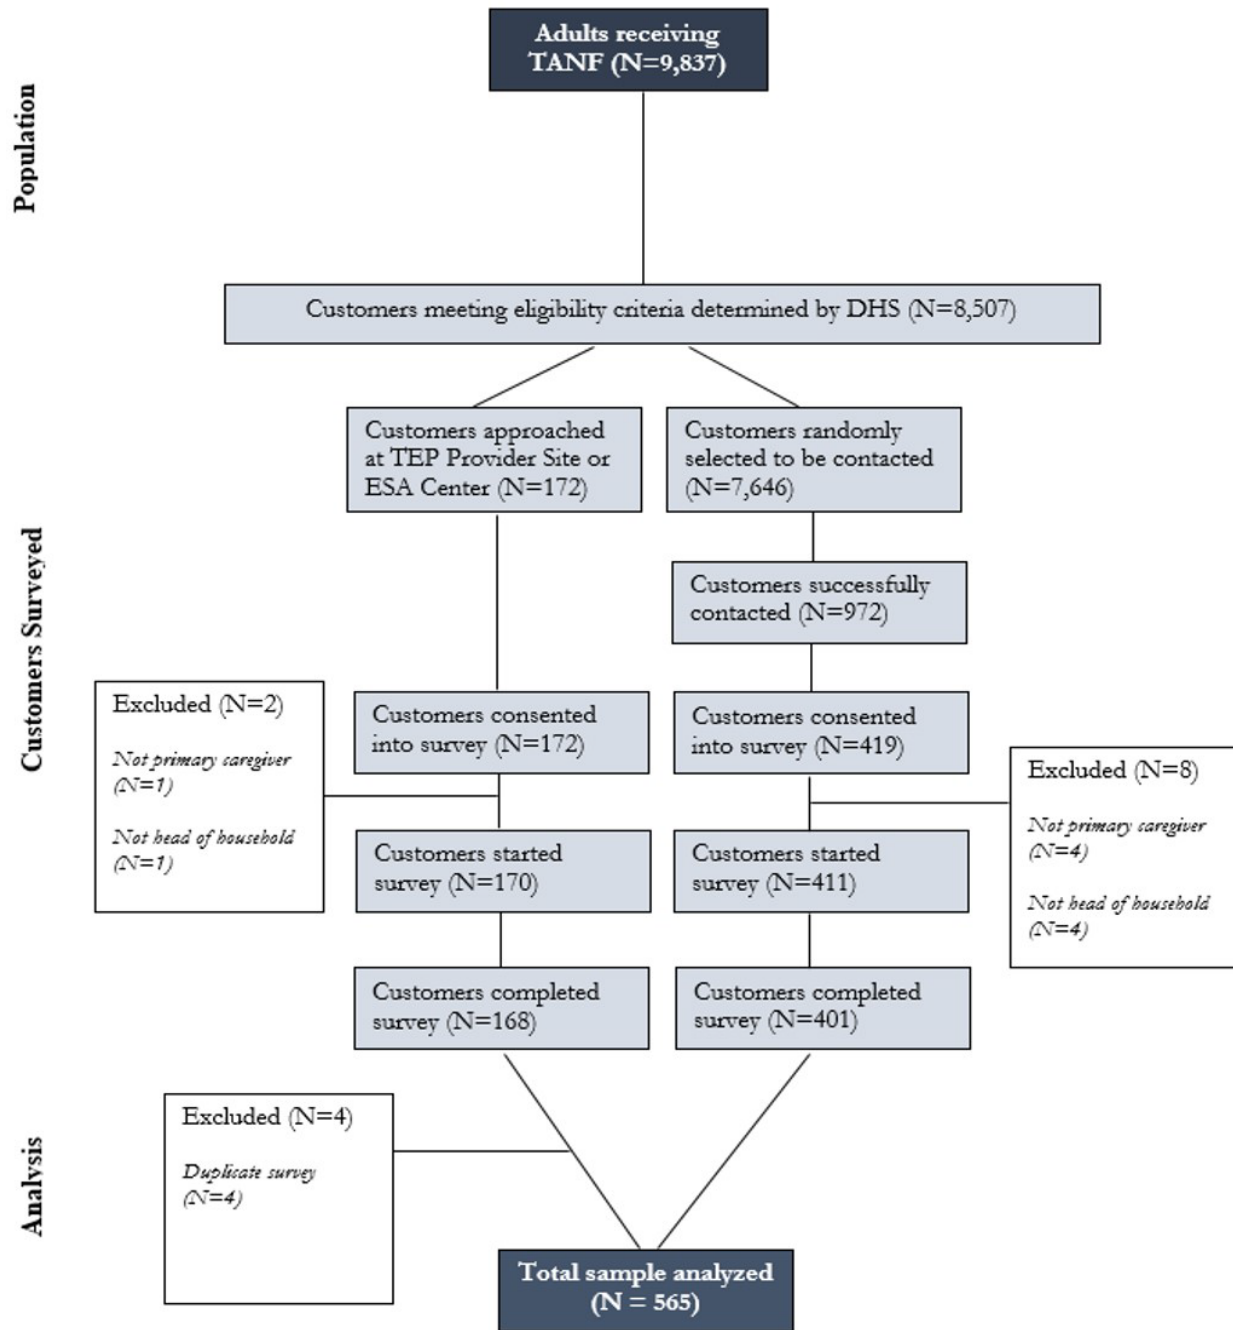 Adults receiving
TANF (N=9,837)
Population
Customers meeting eligibility criteria determined by DHS (N=8,507)
Customers approached
at TEP Provider Site or
ESA Center (N=172)
Customers randomly
selected to be contacted
(N=7,646)
Customers successfully
contacted (N=972)
Customers Surveyed
Excluded (N=2)
Not primary caregiver
(N=1)
Not head of household
(N=1)
Customers consented
into survey (N=172)
Customers consented
into survey (N=419)
Excluded (N=8)
Not primary caregiver
(N=4)
Not head of household
(N=4)
Customers started
survey (N=170)
Customers started
survey (N=411)
Customers completed
survey (N=168)
Customers completed
survey (N=401)
Analysis
Excluded (N=4)
Duplicate survey
(N=4)
Total sample analyzed
(N = 565)